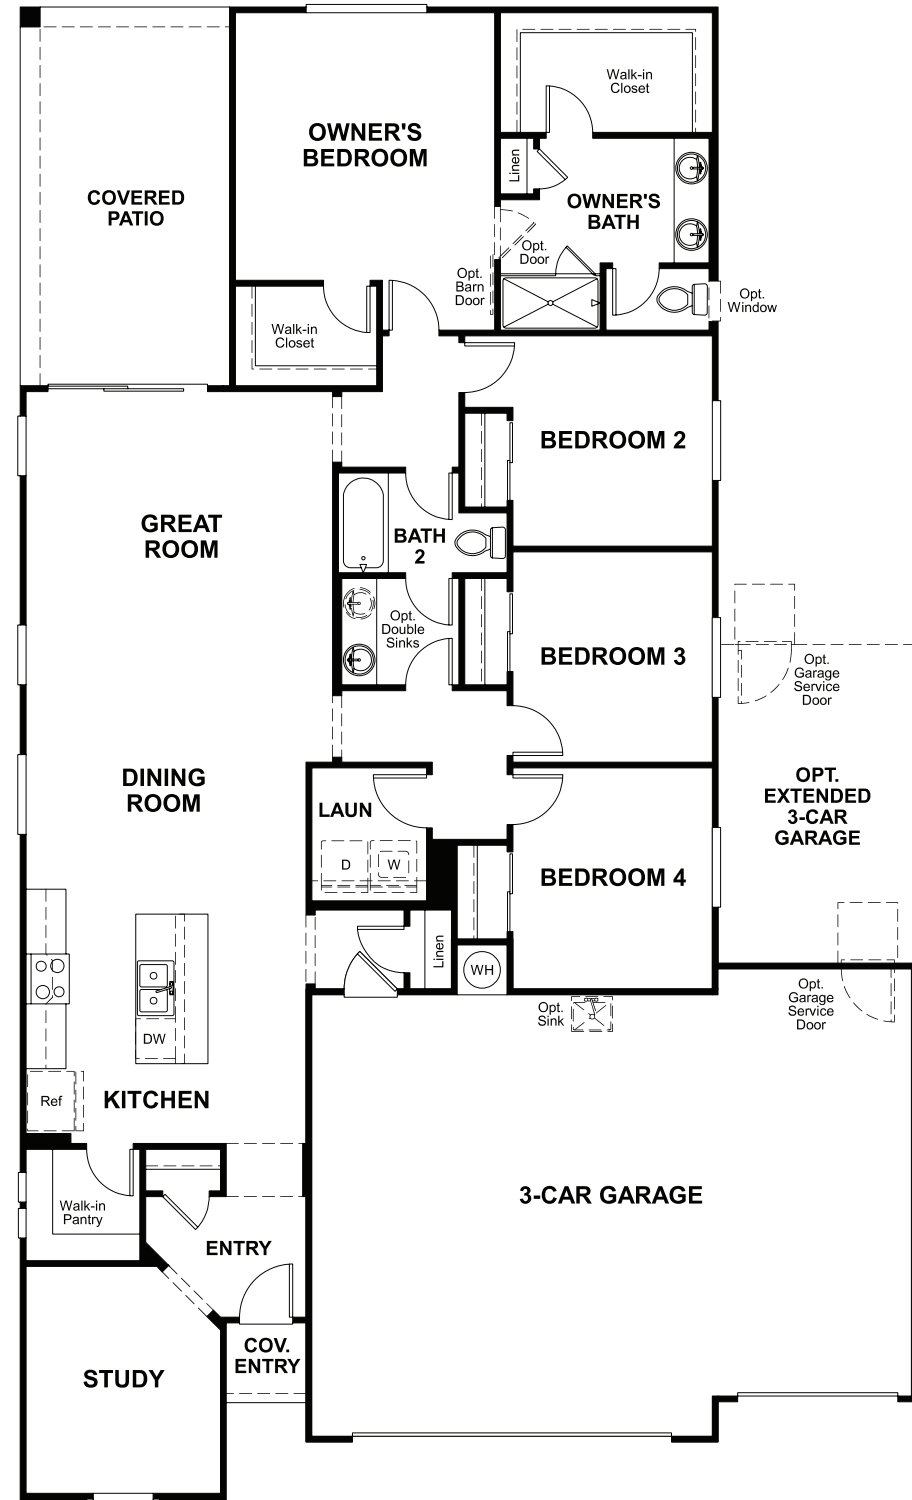 Walk-in
Closet
OWNER'S
BEDROOM
Linen
COVERED
PATIO
OWNER'S
BATH
Opt.
Door
Opt.
Barn
Door
Opt.
Window
Walk-in
Closet
BEDROOM 2
GREAT
ROOM
BATH
2
Opt.
Double
Sinks
BEDROOM 3
Opt.
Garage
Service
Door
DINING
ROOM
LAUN
OPT.
EXTENDED
3-CAR
GARAGE
D
W
BEDROOM 4
Linen
WH
Opt.
Sink
Opt.
Garage
Service
Door
DW
Ref
KITCHEN
3-CAR GARAGE
Walk-in
Pantry
ENTRY
COV.
ENTRY
STUDY